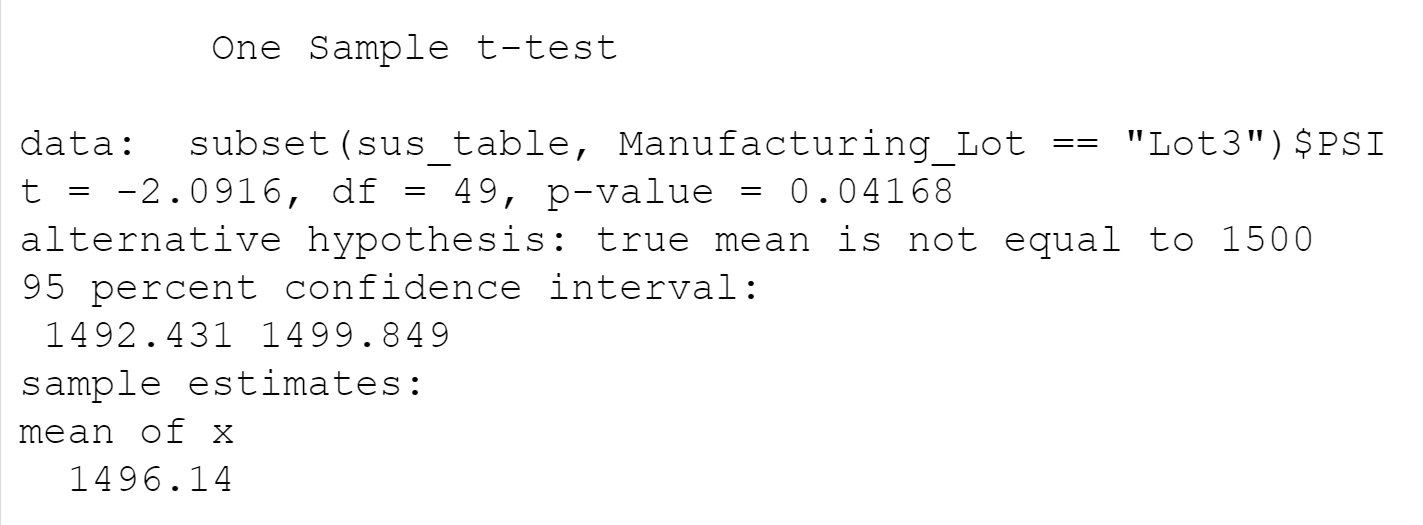 One Sample t-test
data: subset(sus_table, Manufacturing_Lot == "Lot3")$PSI
t = -2.0916, df = 49, p-value = 0.04168
alternative hypothesis: true mean is not equal to 1500
95 percent confidence interval:
1492.431 1499.849
sample estimates:
mean of x
1496.14